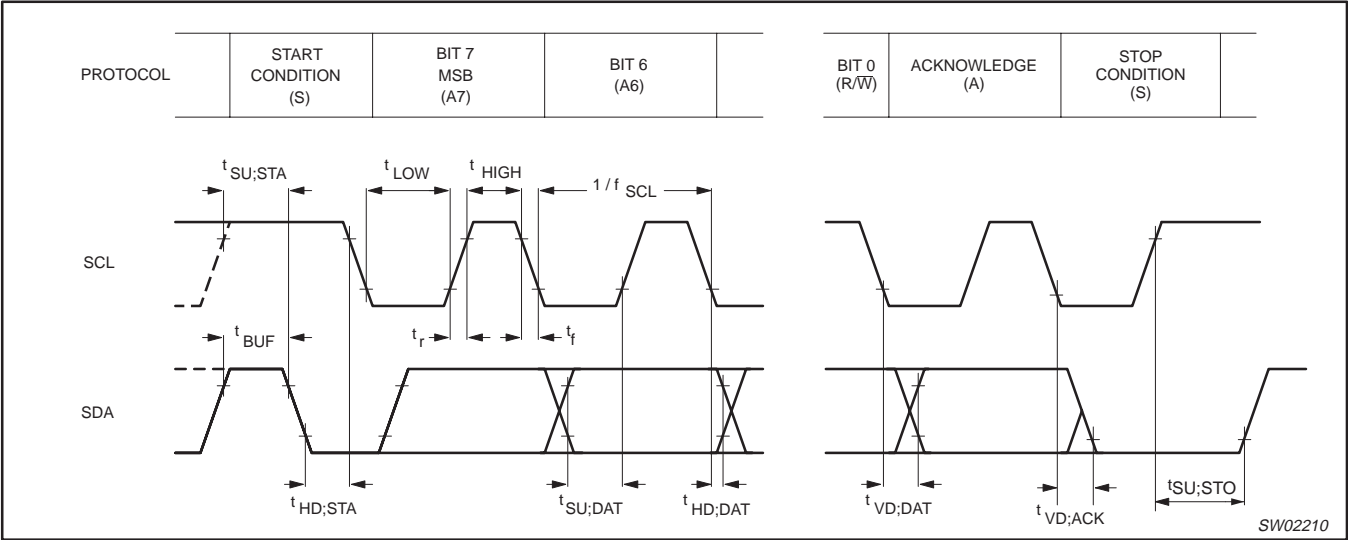 PROTOCOL
START
CONDITION
(S)
BIT 7
MSB
(A7)
BIT 6
(A6)
BIT 0
(R/W̅)
ACKNOWLEDGE
(A)
STOP
CONDITION
(S)
t SU;STA
t LOW
t HIGH
1 / f SCL
SCL
t BUF
t r
t f
SDA
t HD;STA
t SU;DAT
t HD;DAT
t VD;DAT
t VD;ACK
tSU;STO
SW02210